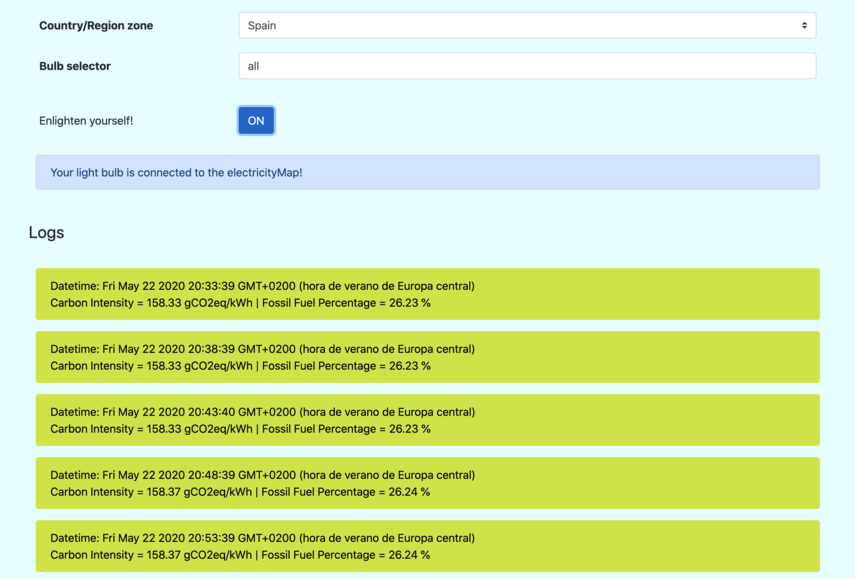 Country/Region zone
Spain
Bulb selector
all
Enlighten yourself!
ON
Your light bulb is connected to the electricityMap!
Logs
Datetime: Fri May 22 2020 20:33:39 GMT+0200 (hora de verano de Europa central)
Carbon Intensity = 158.33 gCO2eq/kWh | Fossil Fuel Percentage = 26.23 %
Datetime: Fri May 22 2020 20:38:39 GMT+0200 (hora de verano de Europa central)
Carbon Intensity = 158.33 gCO2eq/kWh | Fossil Fuel Percentage = 26.23 %
Datetime: Fri May 22 2020 20:43:40 GMT+0200 (hora de verano de Europa central)
Carbon Intensity = 158.33 gCO2eq/kWh | Fossil Fuel Percentage = 26.23 %
Datetime: Fri May 22 2020 20:48:39 GMT+0200 (hora de verano de Europa central)
Carbon Intensity = 158.37 gCO2eq/kWh | Fossil Fuel Percentage = 26.24 %
Datetime: Fri May 22 2020 20:53:39 GMT+0200 (hora de verano de Europa central)
Carbon Intensity = 158.37 gCO2eq/kWh | Fossil Fuel Percentage = 26.24 %